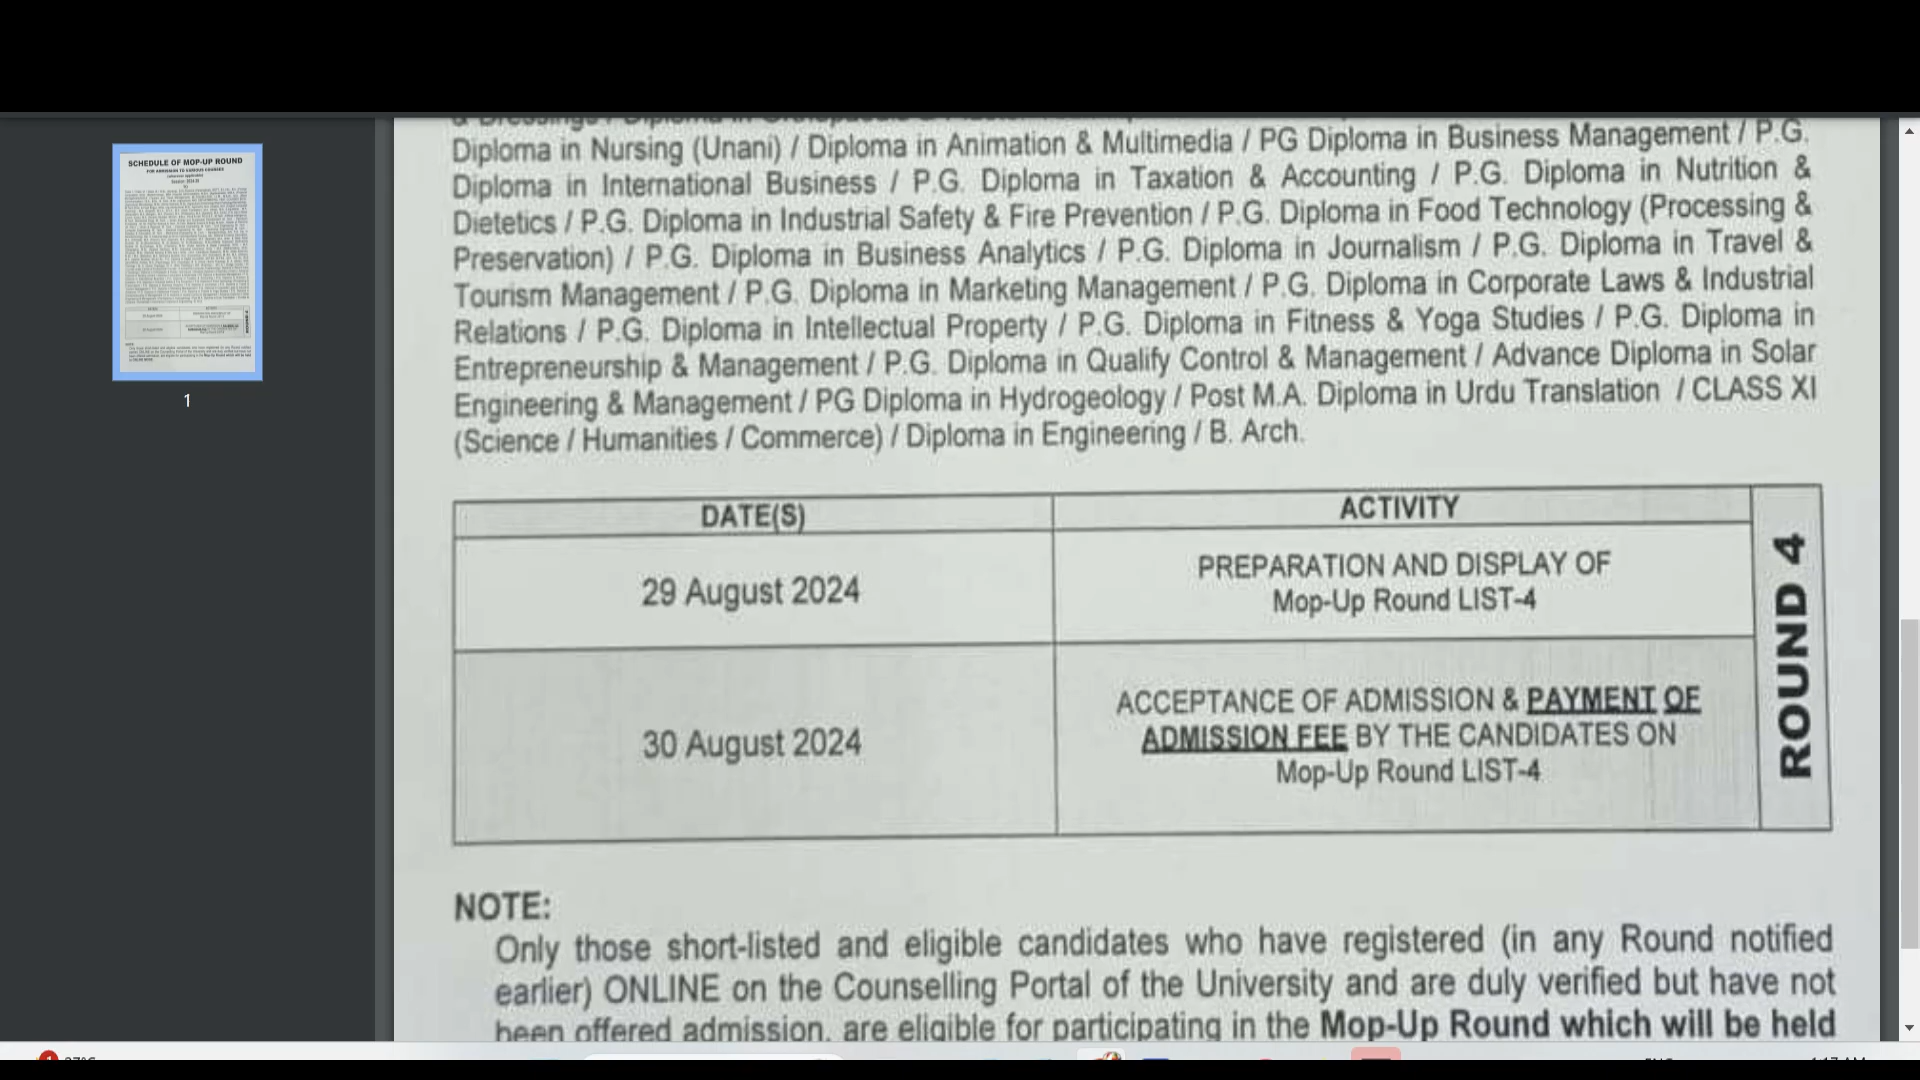 SCHEDULE OF MOP-UP ROUND
1
Diploma in Nursing (Unani) / Diploma in Animation & Multimedia / PG Diploma in Business Management / P.G.
Diploma in International Business / P.G. Diploma in Taxation & Accounting / P.G. Diploma in Nutrition &
Dietetics / P.G. Diploma in Industrial Safety & Fire Prevention / P.G. Diploma in Food Technology (Processing &
Preservation) / P.G. Diploma in Business Analytics / P.G. Diploma in Journalism / P.G. Diploma in Travel &
Tourism Management / P.G. Diploma in Marketing Management / P.G. Diploma in Corporate Laws & Industrial
Relations / P.G. Diploma in Intellectual Property / P.G. Diploma in Fitness & Yoga Studies / P.G. Diploma in
Entrepreneurship & Management / P.G. Diploma in Qualify Control & Management / Advance Diploma in Solar
Engineering & Management / PG Diploma in Hydrogeology / Post M.A. Diploma in Urdu Translation / CLASS XI
(Science / Humanities / Commerce) / Diploma in Engineering / B. Arch.
DATE(S) ACTIVITY
29 August 2024
PREPARATION AND DISPLAY OF
Mop-Up Round LIST-4
30 August 2024
ACCEPTANCE OF ADMISSION & PAYMENT OF
ADMISSION FEE BY THE CANDIDATES ON
Mop-Up Round LIST-4
ROUND 4
NOTE:
Only those short-listed and eligible candidates who have registered (in any Round notified
earlier) ONLINE on the Counselling Portal of the University and are duly verified but have not
been offered admission, are eligible for participating in the Mop-Up Round which will be held